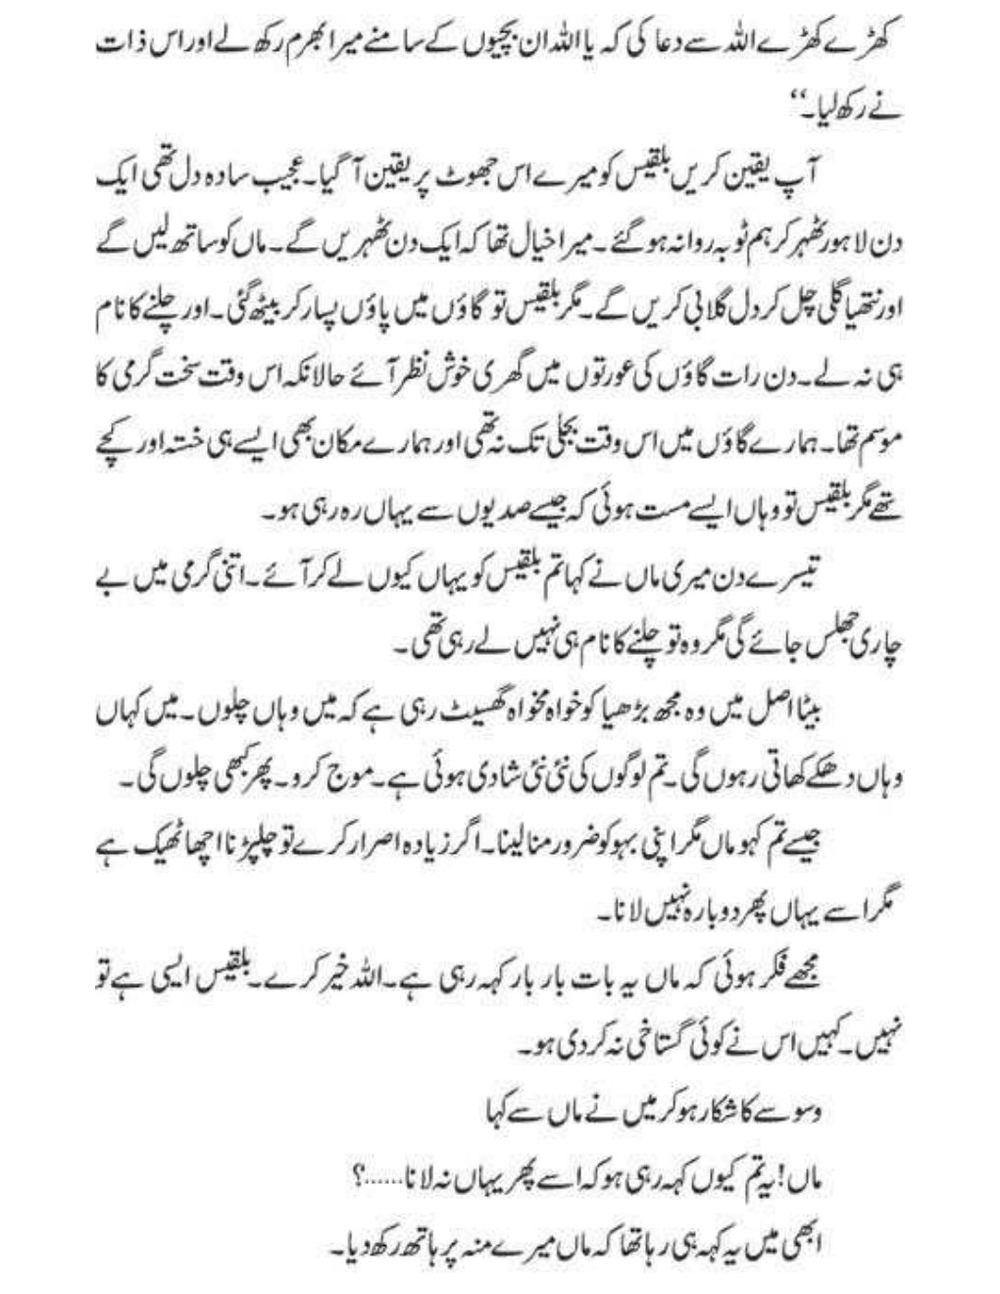 کھڑے کھڑے اللہ سے دعا کی کہ یا اللہ ان بچیوں کے سامنے میرا بھرم رکھ لے اور اس ذات
نے رکھ لیا۔‘‘
آپ یقین کریں بلقیس کو میرے اس جھوٹ پر یقین آ گیا۔ عجیب سادہ دل تھی ایک
دن لاہور ٹھہر کر ہم ٹوبہ روانہ ہو گئے۔ میرا خیال تھا کہ ایک دن ٹھہریں گے۔ ماں کو ساتھ لیں گے
اور نتھیا گلی چل کر دل گلابی کریں گے۔ مگر بلقیس تو گاؤں میں پاؤں پسار کر بیٹھ گئی۔ اور چلنے کا نام
ہی نہ لے۔ دن رات گاؤں کی عورتوں میں گھری خوش نظر آئے حالانکہ اس وقت سخت گرمی کا
موسم تھا۔ ہمارے گاؤں میں اس وقت بجلی تک نہ تھی اور ہمارے مکان بھی ایسے ہی خستہ اور کچے
تھے مگر بلقیس تو وہاں ایسے مست ہوئی کہ جیسے صدیوں سے یہاں رہ رہی ہو۔
تیسرے دن میری ماں نے کہا تم بلقیس کو یہاں کیوں لے کر آئے۔ اتنی گرمی میں بے
چاری جھلس جائے گی مگر وہ تو چلنے کا نام ہی نہیں لے رہی تھی۔
بیٹا اصل میں وہ مجھ بڑھیا کو خواہ مخواہ گھسیٹ رہی ہے کہ میں وہاں چلوں۔ میں کہاں
وہاں دھکے کھاتی رہوں گی۔ تم لوگوں کی نئی نئی شادی ہوئی ہے۔ موج کرو۔ پھر کبھی چلوں گی۔
جیسے تم کہو ماں مگر اپنی بہو کو ضرور منا لینا۔ اگر زیادہ اصرار کرے تو چلپڑنا اچھا ٹھیک ہے
مگر اسے یہاں پھر دوبارہ نہیں لانا۔
مجھے فکر ہوئی کہ ماں یہ بات بار بار کہہ رہی ہے۔ اللہ خیر کرے۔ بلقیس ایسی ہے تو
نہیں۔ کہیں اس نے کوئی گستاخی نہ کر دی ہو۔
وسوسے کا شکار ہو کر میں نے ماں سے کہا
ماں! یہ تم کیوں کہہ رہی ہو کہ اسے پھر یہاں نہ لانا......؟
ابھی میں یہ کہہ ہی رہا تھا کہ ماں میرے منہ پر ہاتھ رکھ دیا۔